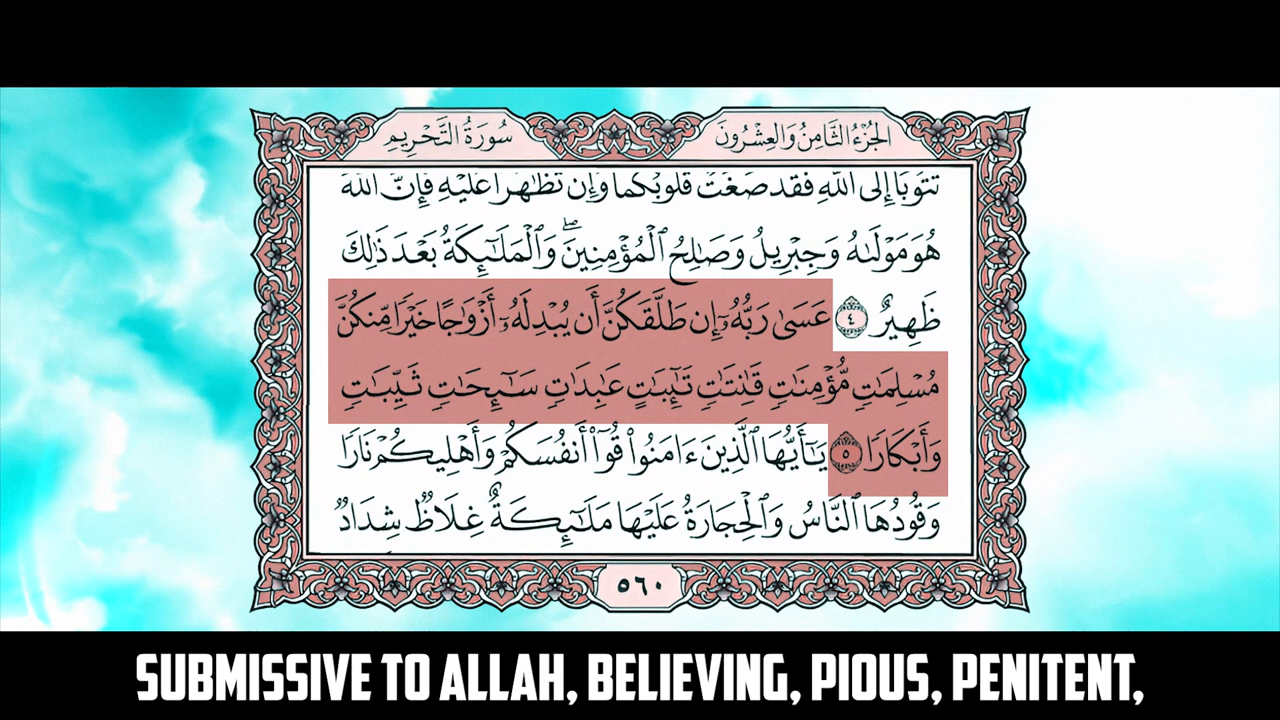 الجُزْءُ الثَّامِنُ وَالعِشْرُونَ
سُورَةُ التَّحْرِيمِ
تَتُوبَا إِلَى اللَّهِ فَقَدْ صَغَتْ قُلُوبُكُمَا وَإِن تَظَٰهَرَا عَلَيْهِ فَإِنَّ اللَّهَ
هُوَ مَوْلَىٰهُ وَجِبْرِيلُ وَصَٰلِحُ ٱلْمُؤْمِنِينَۖ وَٱلْمَلَٰٓئِكَةُ بَعْدَ ذَٰلِكَ
ظَهِيرٌ ٤ عَسَىٰ رَبُّهُۥٓ إِن طَلَّقَكُنَّ أَن يُبْدِلَهُۥٓ أَزْوَٰجًا خَيْرًا مِّنكُنَّ
مُسْلِمَٰتٍ مُّؤْمِنَٰتٍ قَٰنِتَٰتٍ تَٰٓئِبَٰتٍ عَٰبِدَٰتٍ سَٰٓئِحَٰتٍ ثَيِّبَٰتٍ
وَأَبْكَارًا ٥ يَٰٓأَيُّهَا ٱلَّذِينَ ءَامَنُوا۟ قُوٓا۟ أَنفُسَكُمْ وَأَهْلِيكُمْ نَارًا
وَقُودُهَا ٱلنَّاسُ وَٱلْحِجَارَةُ عَلَيْهَا مَلَٰٓئِكَةٌ غِلَاظٌ شِدَادٌ
٥٦٠
SUBMISSIVE TO ALLAH, BELIEVING, PIOUS, PENITENT,